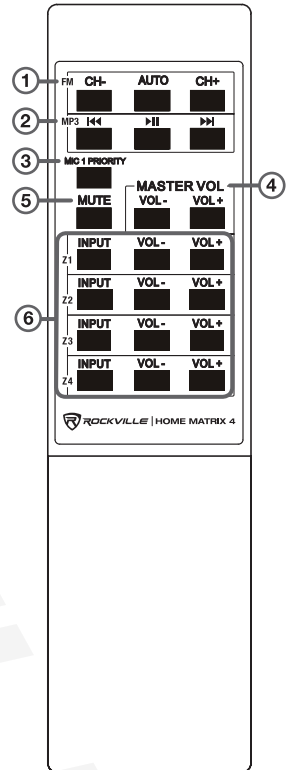 1 FM CH- AUTO CH+
2 MP3
3 MIC 1 PRIORITY
MASTER VOL 4
5 MUTE VOL- VOL+
INPUT VOL- VOL+
Z1
INPUT VOL- VOL+
Z2
6
INPUT VOL- VOL+
Z3
INPUT VOL- VOL+
Z4
R ROCKVILLE | HOME MATRIX 4